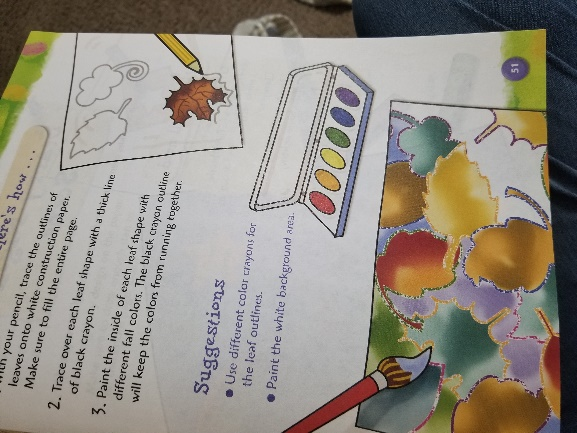 ere's how . . .
with your pencil, trace the outlines of
leaves onto white construction paper.
Make sure to fill the entire page.
2. Trace over each leaf shape with a thick line
of black crayon.
3. Paint the inside of each leaf shape with
different fall colors. The black crayon outline
will keep the colors from running together.
Suggestions
● Use different color crayons for
the leaf outlines.
● Paint the white background area.
51